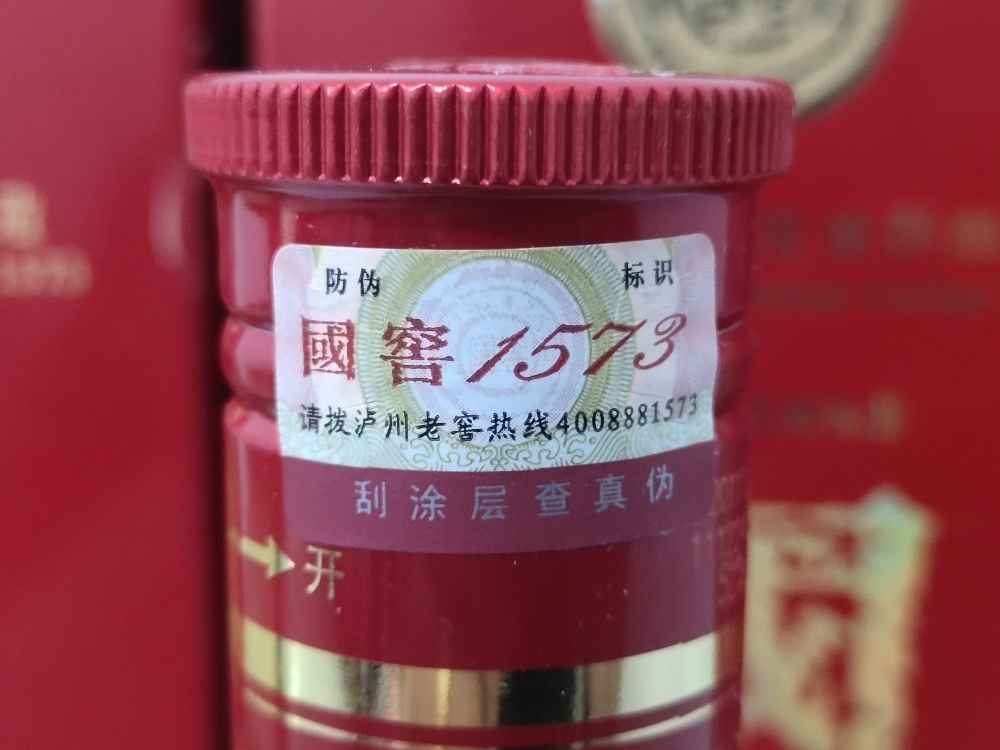 防伪 标识
國窖1573
请拨泸州老窖热线4008881573
刮涂层查真伪
开